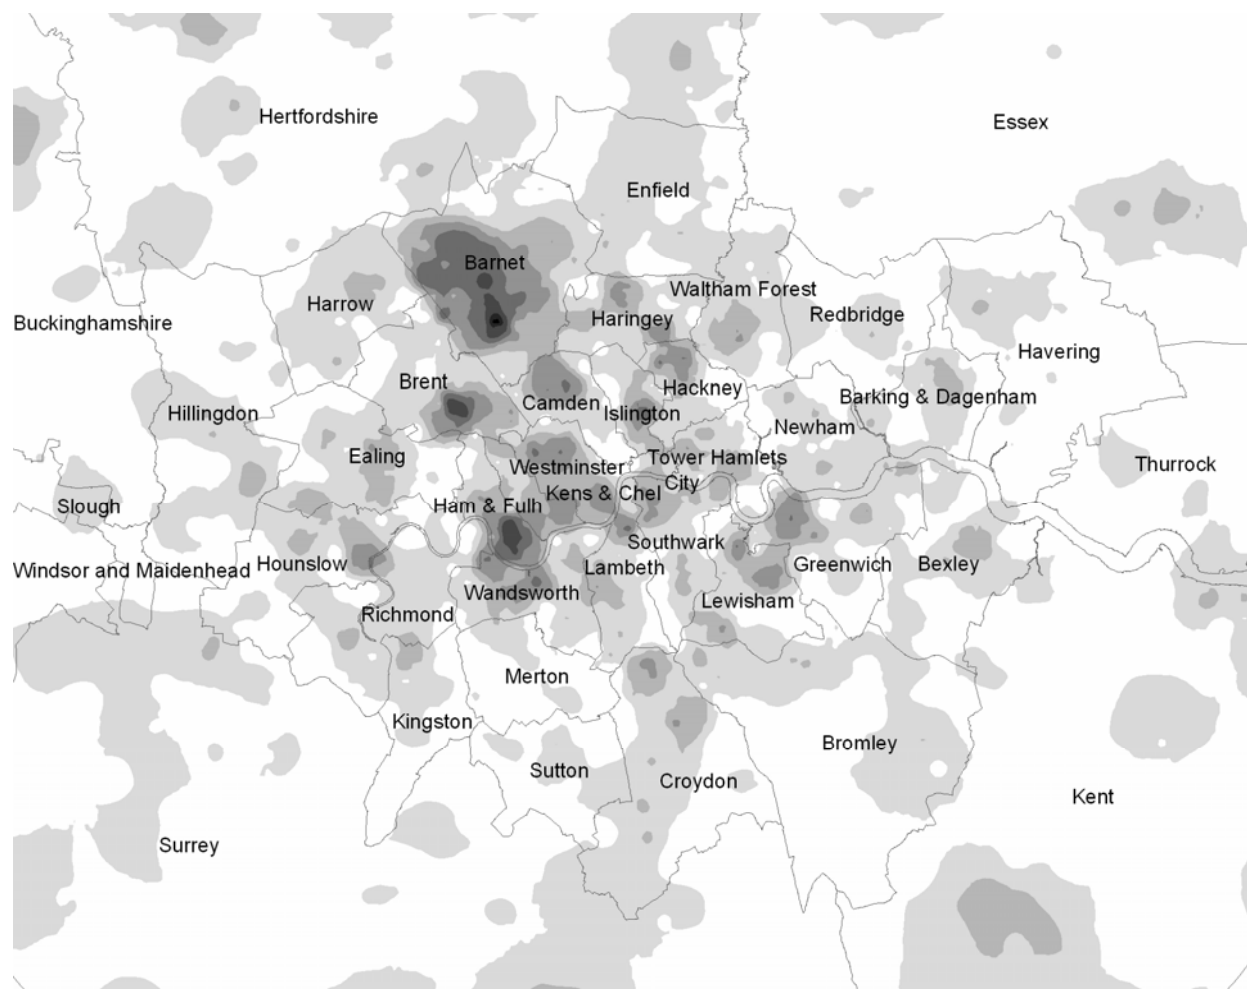 Hertfordshire
Essex
Enfield
Barnet
Waltham Forest
Harrow
Haringey
Redbridge
Buckinghamshire
Havering
Brent
Hackney
Barking & Dagenham
Camden
Islington
Hillingdon
Newham
Ealing
Tower Hamlets
Westminster
Thurrock
City
Kens & Chel
Slough
Ham & Fulh
Southwark
Hounslow
Greenwich
Bexley
Lambeth
Windsor and Maidenhead
Wandsworth
Lewisham
Richmond
Merton
Kingston
Bromley
Sutton
Croydon
Kent
Surrey